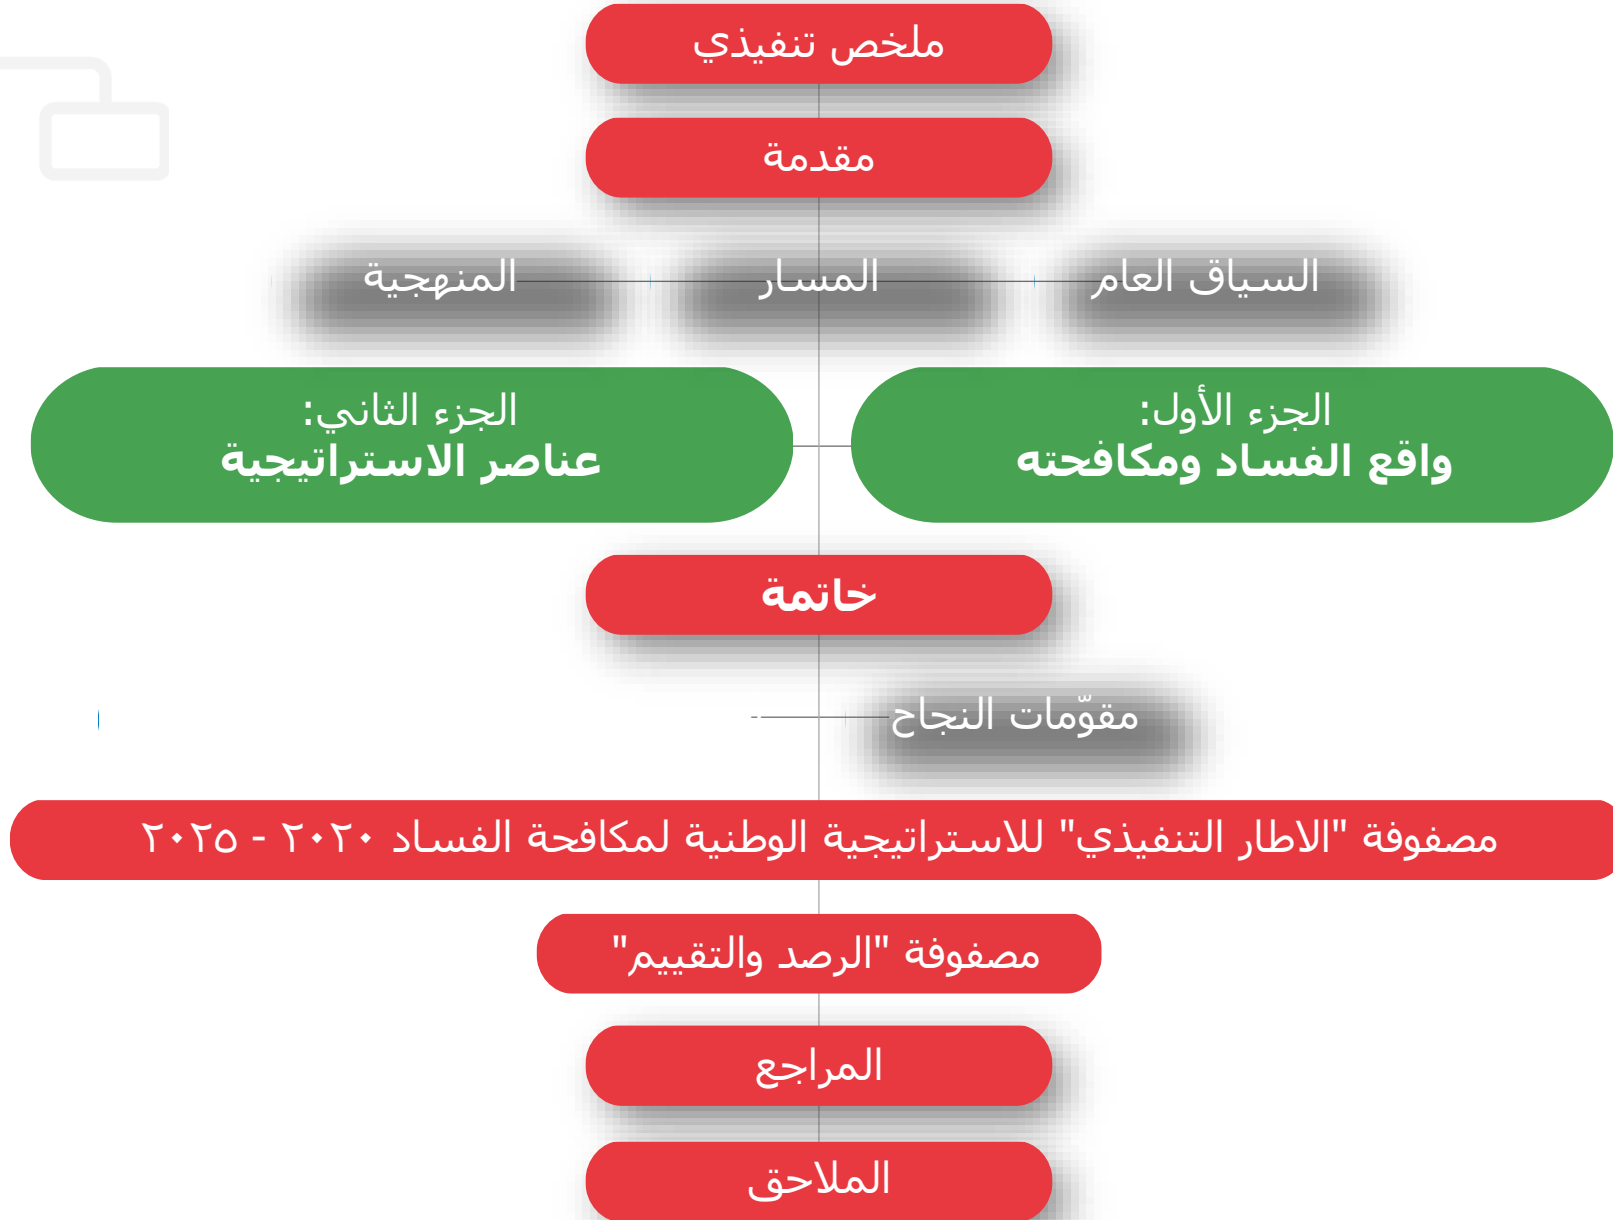 ملخص تنفيذي
مقدمة
السياق العام
المسار
المنهجية
الجزء الأول:
واقع الفساد ومكافحته
الجزء الثاني:
عناصر الاستراتيجية
خاتمة
مقوّمات النجاح
مصفوفة "الاطار التنفيذي" للاستراتيجية الوطنية لمكافحة الفساد ٢٠٢٠ - ٢٠٢٥
مصفوفة "الرصد والتقييم"
المراجع
الملاحق